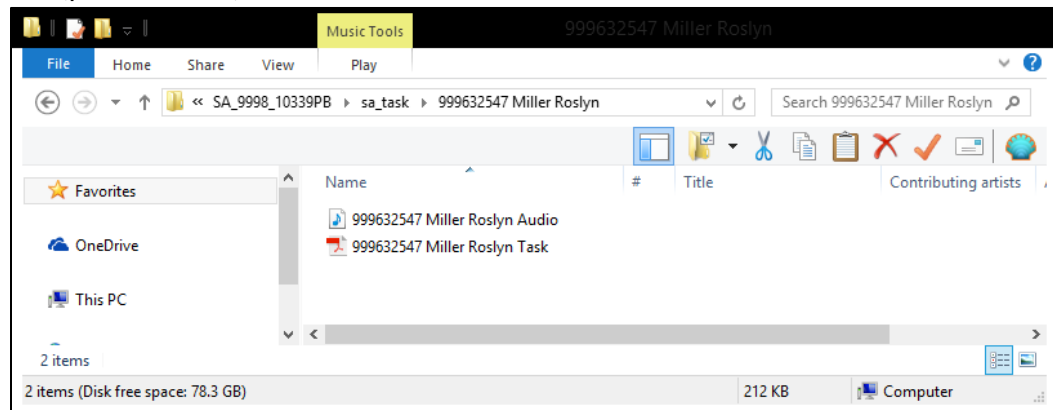 Music Tools 999632547 Miller Roslyn
File Home Share View Play
« SA_9998_10339PB ▸ sa_task ▸ 999632547 Miller Roslyn Search 999632547 Miller Roslyn
Favorites Name # Title Contributing artists
999632547 Miller Roslyn Audio
OneDrive 999632547 Miller Roslyn Task
This PC
2 items
2 items (Disk free space: 78.3 GB) 212 KB Computer